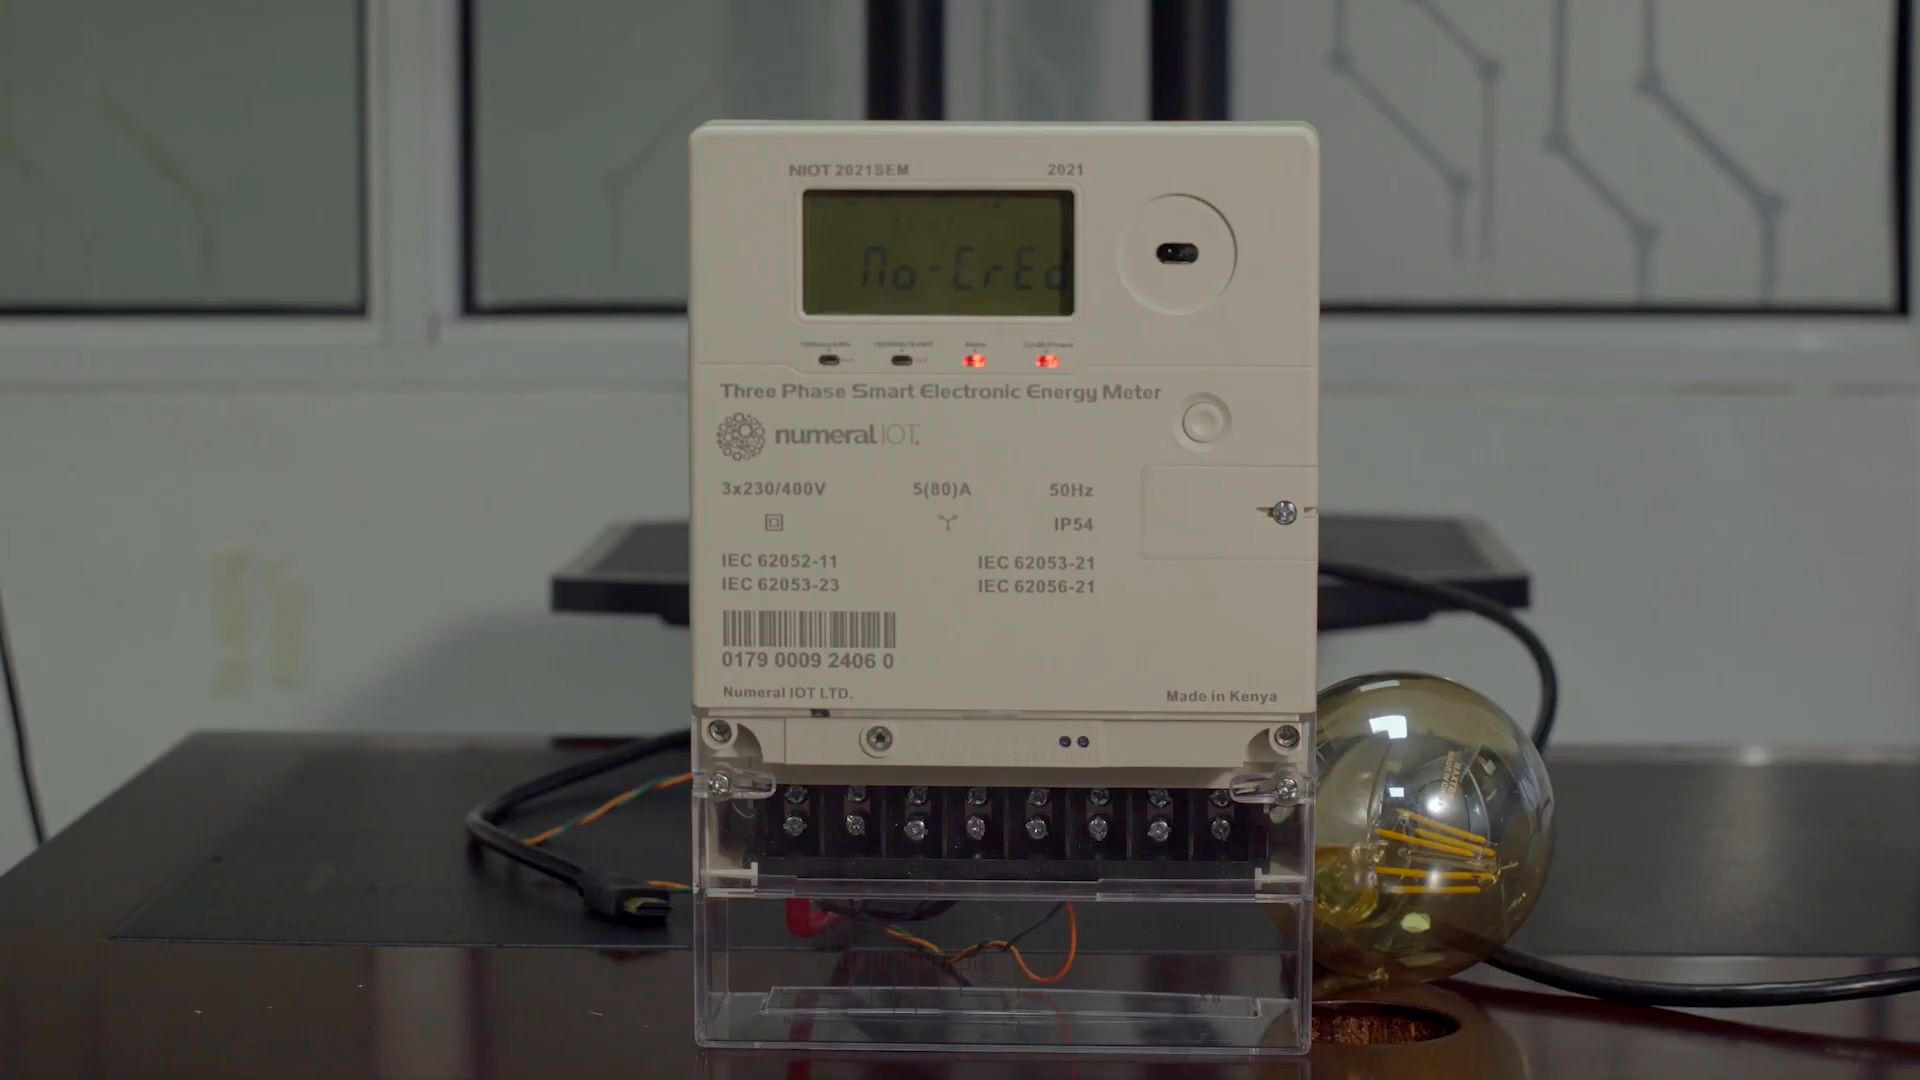 NIOT 2021SEM 2021
No-CrEd
Three Phase Smart Electronic Energy Meter
numeral IOT.
3x230/400V 5(80)A 50Hz
IP54
IEC 62052-11 IEC 62053-21
IEC 62053-23 IEC 62056-21
0179 0009 2406 0
Numeral IOT LTD. Made in Kenya